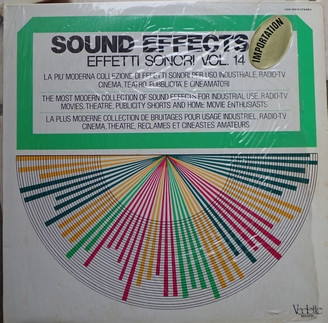 SOUND EFFECTS
IMPORTATION
EFFETTI SONORI VOL. 14
LA PIU' MODERNA COLLEZIONE DI EFFETTI SONORI PER USO INDUSTRIALE, RADIO-TV
CINEMA, TEATRO, PUBBLICITÀ E CINEAMATORI
THE MOST MODERN COLLECTION OF SOUND EFFECTS FOR INDUSTRIAL USE, RADIO-TV
MOVIES, THEATRE, PUBLICITY SHORTS AND HOME MOVIE ENTHUSIASTS
LA PLUS MODERNE COLLECTION DE BRUITAGES POUR USAGE INDUSTRIEL, RADIO-TV
CINEMA, THEATRE, RECLAMES ET CINEASTES AMATEURS
Vedette